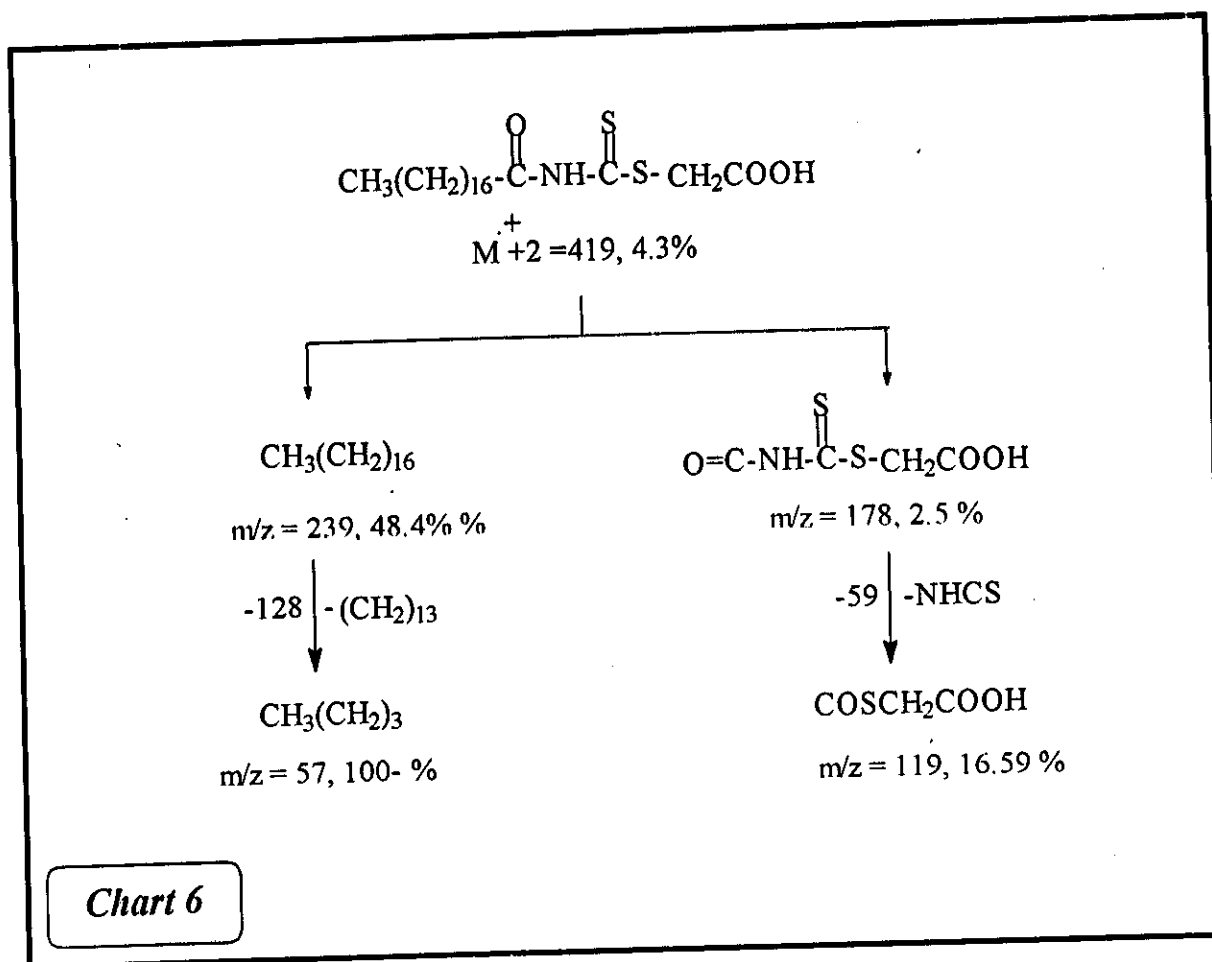 O S
CH3(CH2)16-C-NH-C-S- CH2COOH
.+
M +2 =419, 4.3%
S
CH3(CH2)16 O=C-NH-C-S-CH2COOH
m/z = 239, 48.4% % m/z = 178, 2.5 %
-128 - (CH2)13 -59 -NHCS
CH3(CH2)3 COSCH2COOH
m/z = 57, 100- % m/z = 119, 16.59 %
Chart 6